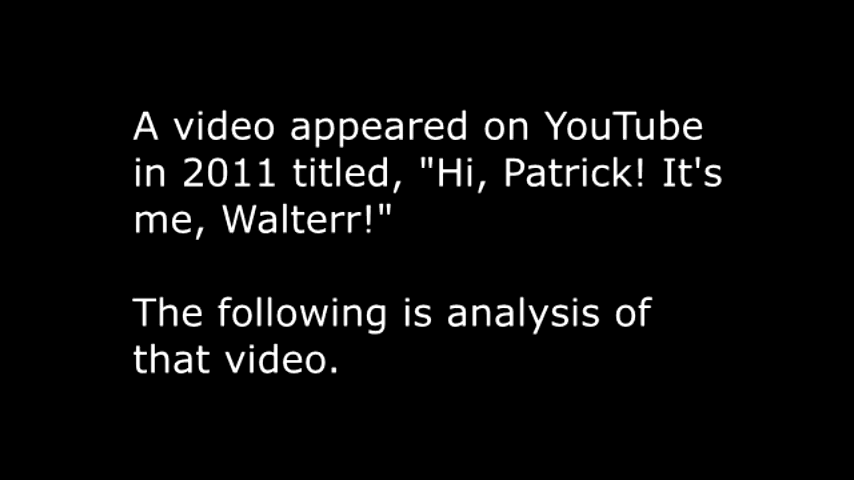 A video appeared on YouTube
in 2011 titled, "Hi, Patrick! It's
me, Walterr!"
The following is analysis of
that video.